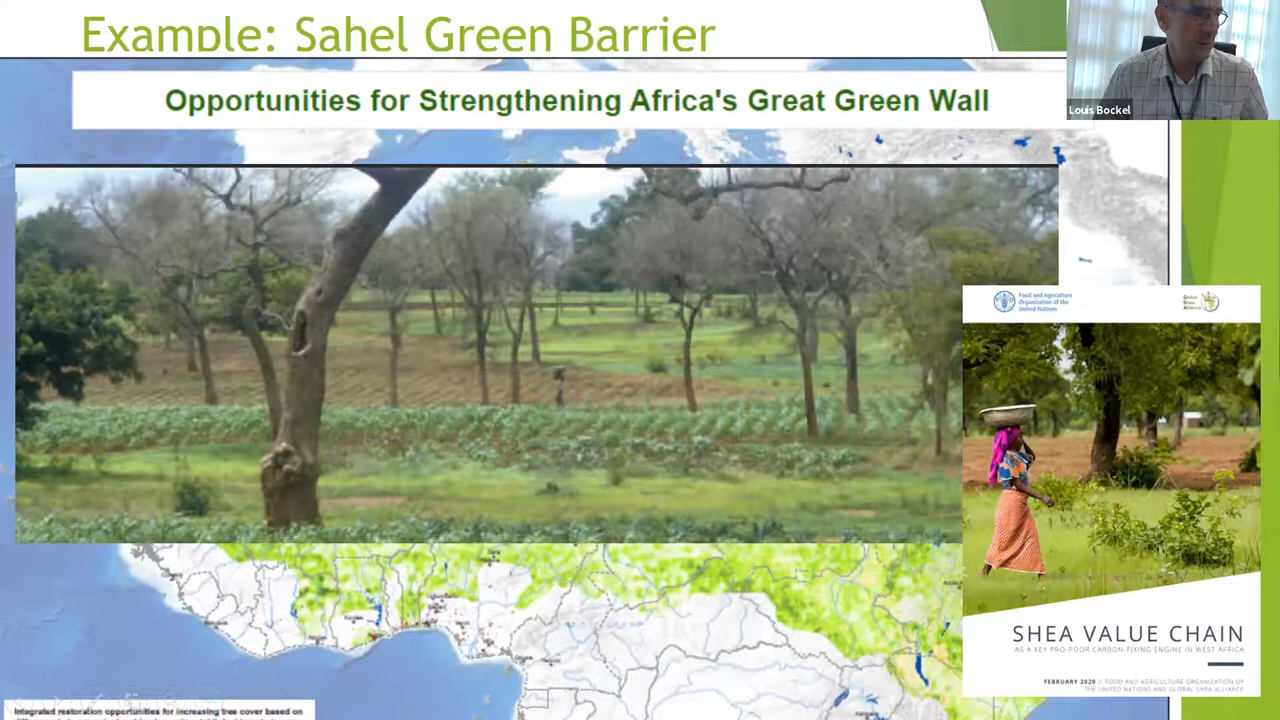 Example: Sahel Green Barrier
Louis Bockel
Opportunities for Strengthening Africa's Great Green Wall
Food and Agriculture
Organization of the
United Nations
Global
Shea
Alliance
SHEA VALUE CHAIN
AS A KEY PRO-POOR CARBON-FIXING ENGINE IN WEST AFRICA
FEBRUARY 2020 // FOOD AND AGRICULTURE ORGANIZATION OF
THE UNITED NATIONS AND GLOBAL SHEA ALLIANCE
Integrated restoration opportunities for increasing tree cover based on